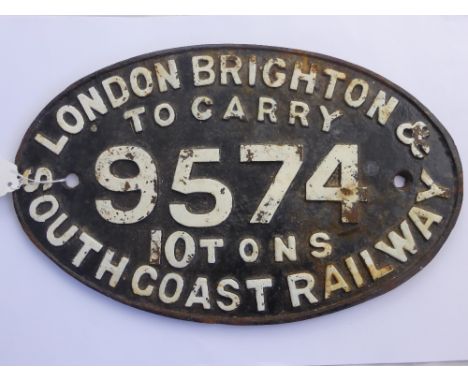 LONDON BRIGHTON &
TO CARRY
9574
10 TONS
SOUTH COAST RAILWAY